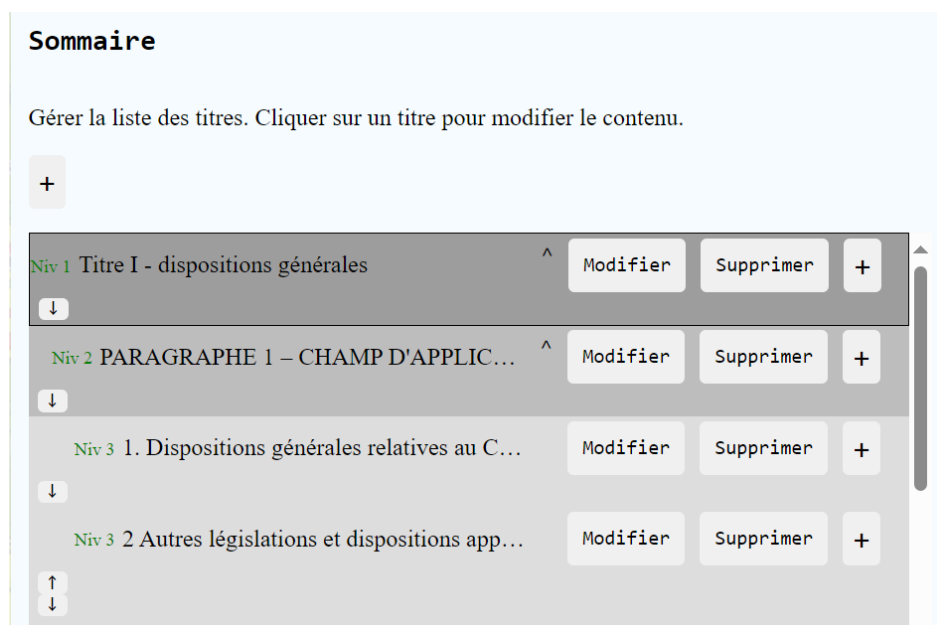 Sommaire
Gérer la liste des titres. Cliquer sur un titre pour modifier le contenu.
+
Niv 1 Titre I - dispositions générales ^ Modifier Supprimer +
↓
Niv 2 PARAGRAPHE 1 – CHAMP D'APPLIC... ^ Modifier Supprimer +
↓
Niv 3 1. Dispositions générales relatives au C... Modifier Supprimer +
↓
Niv 3 2 Autres législations et dispositions app... Modifier Supprimer +
↑
↓